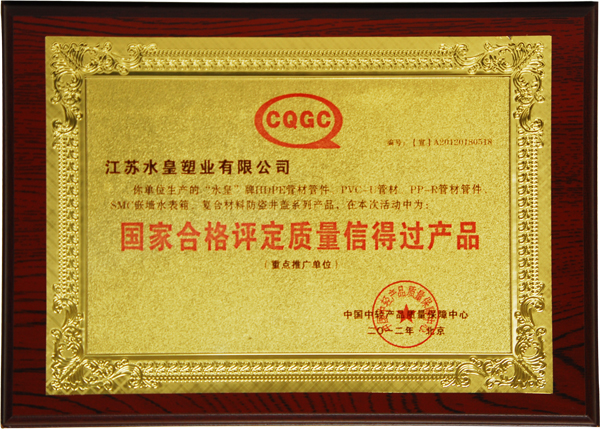 CQGC
编号:【宣】A20120180518
江苏水皇塑业有限公司
你单位生产的“水皇”牌HDPE管材管件、PVC-U管材、PP-R管材管件、
SMC嵌墙水表箱、复合材料防盗井盖系列产品，在本次活动中为:
国家合格评定质量信得过产品
(重点推广单位)
中国中轻产品质量保障中心
二〇一二年 北京